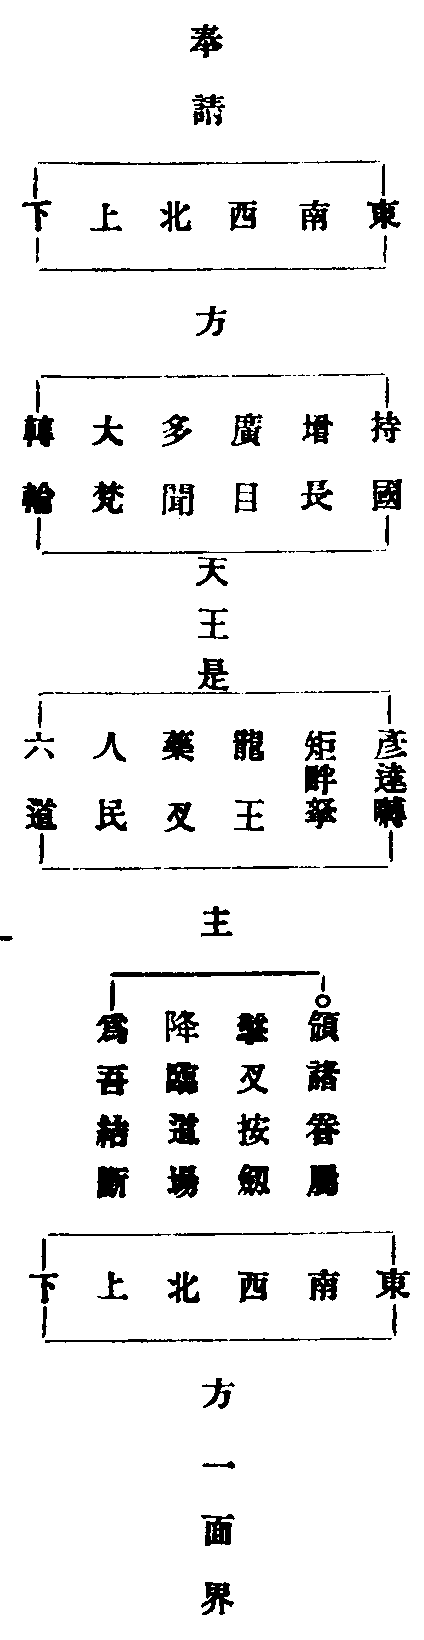 奉請
東
南
西
北
上
下
方
持國
增長
廣目
多聞
大梵
轉輪
天王是
彥達嚩
矩畔拏
龍王
藥叉
人民
六道
主
領諸眷屬
擎叉按劔
降臨道場
爲吾結斷
東
南
西
北
上
下
方一面界